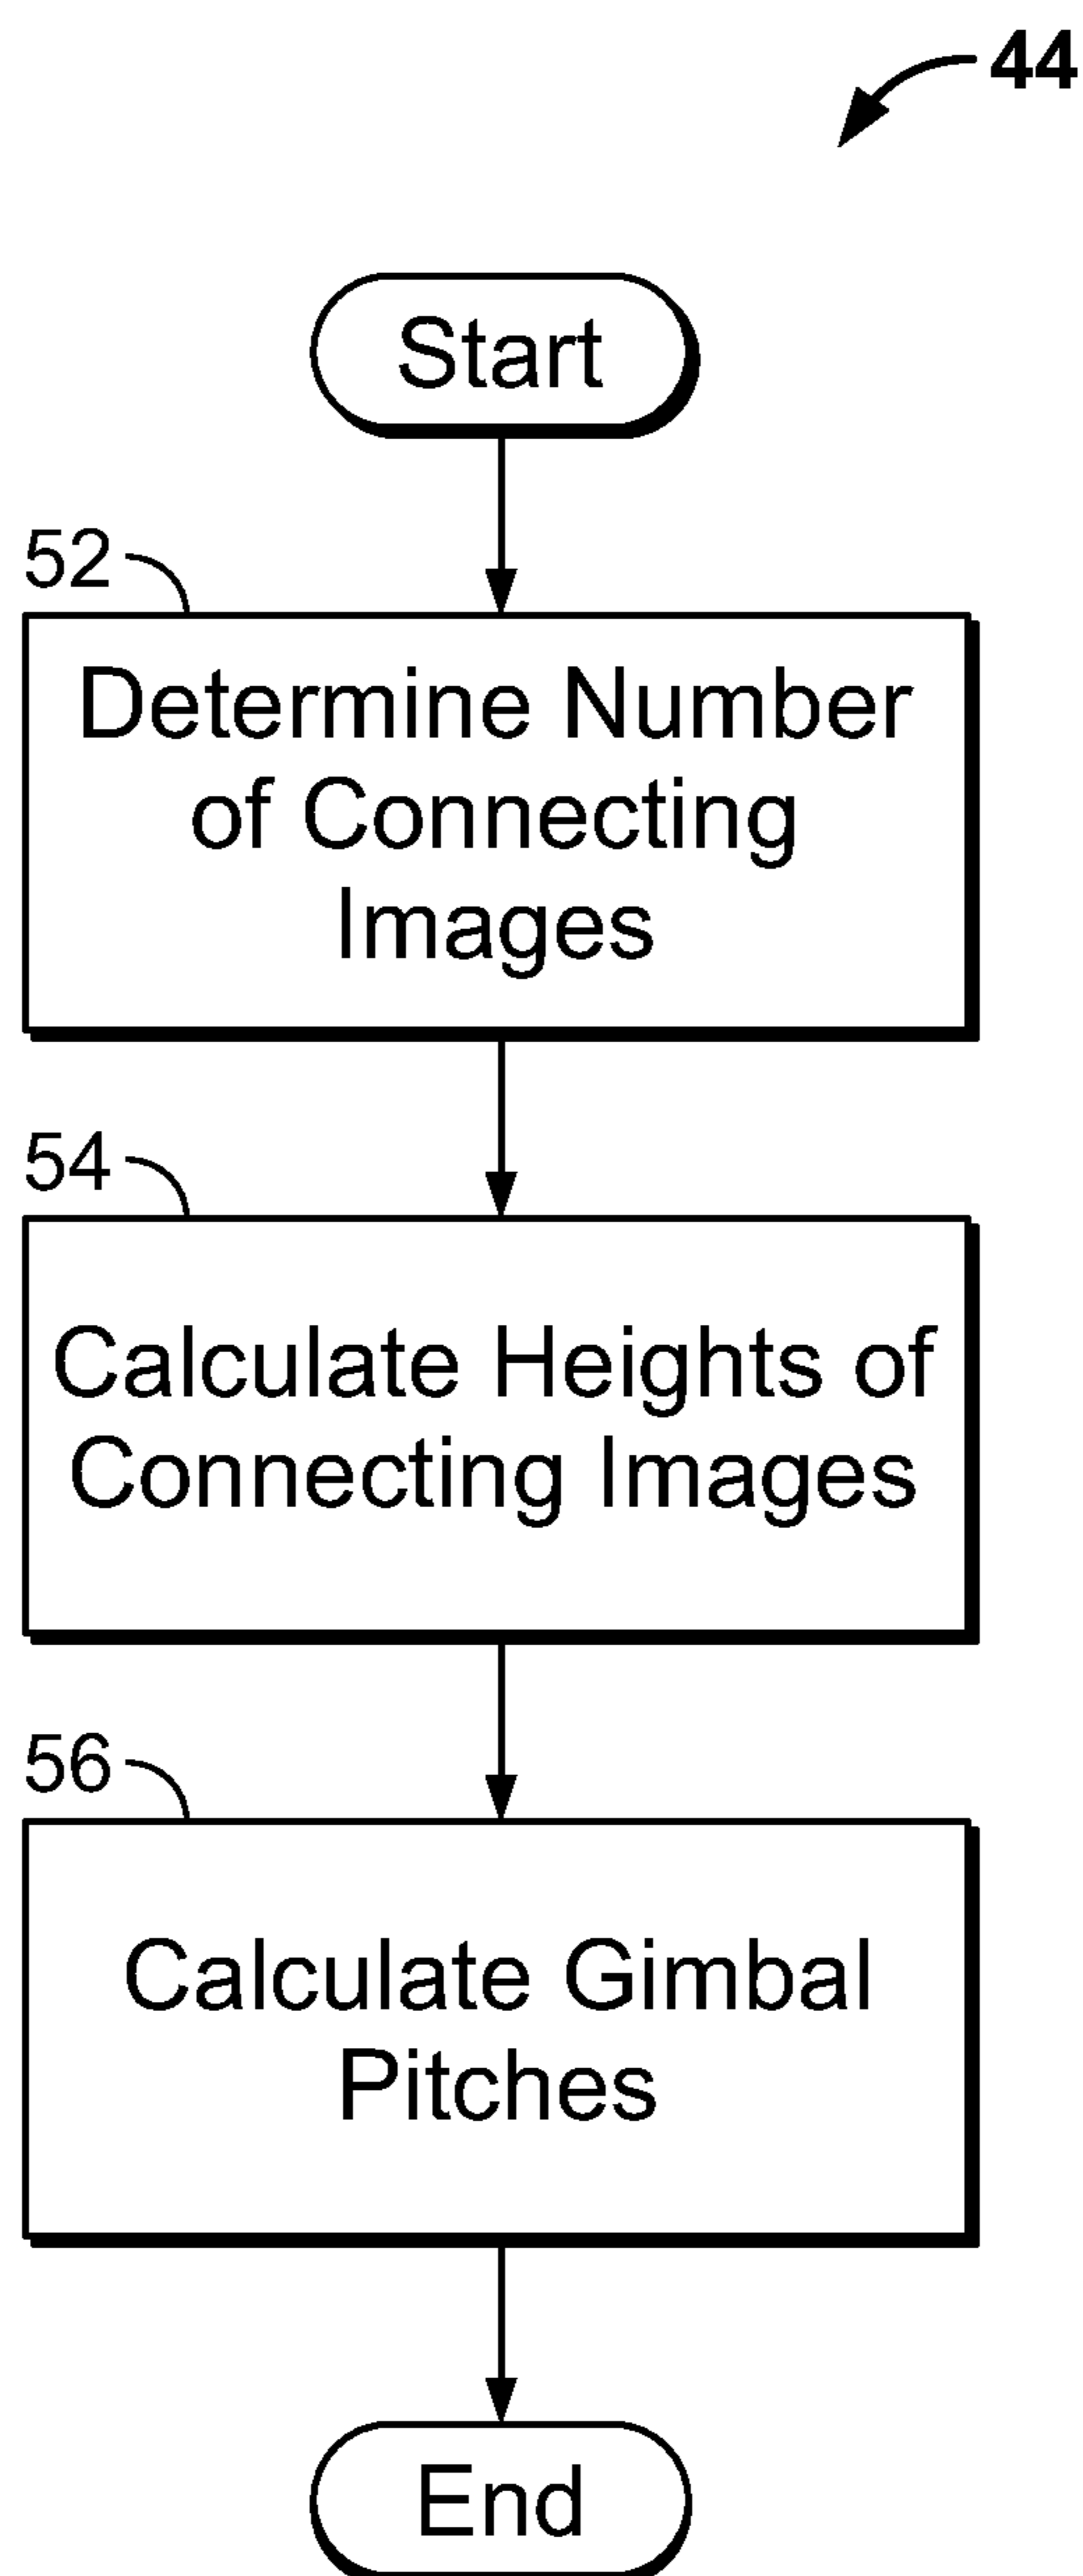 44
Start
52
Determine Number
of Connecting
Images
54
Calculate Heights of
Connecting Images
56
Calculate Gimbal
Pitches
End